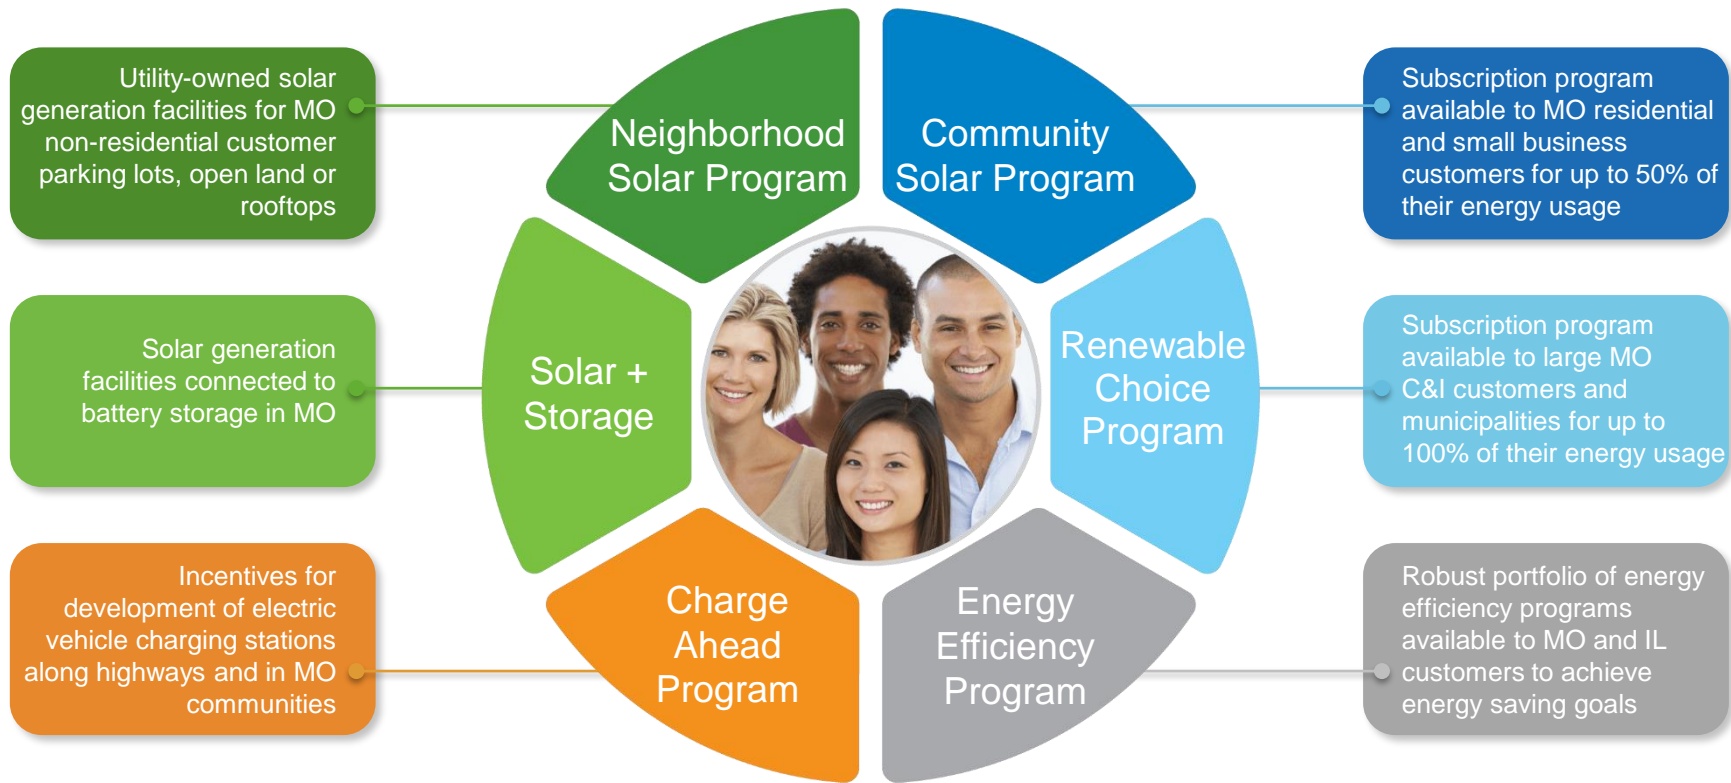 Utility-owned solar
generation facilities for MO
non-residential customer
parking lots, open land or
rooftops
Neighborhood
Solar Program
Community
Solar Program
Subscription program
available to MO residential
and small business
customers for up to 50% of
their energy usage
Solar generation
facilities connected to
battery storage in MO
Solar +
Storage
Renewable
Choice
Program
Subscription program
available to large MO
C&I customers and
municipalities for up to
100% of their energy usage
Incentives for
development of electric
vehicle charging stations
along highways and in MO
communities
Charge
Ahead
Program
Energy
Efficiency
Program
Robust portfolio of energy
efficiency programs
available to MO and IL
customers to achieve
energy saving goals